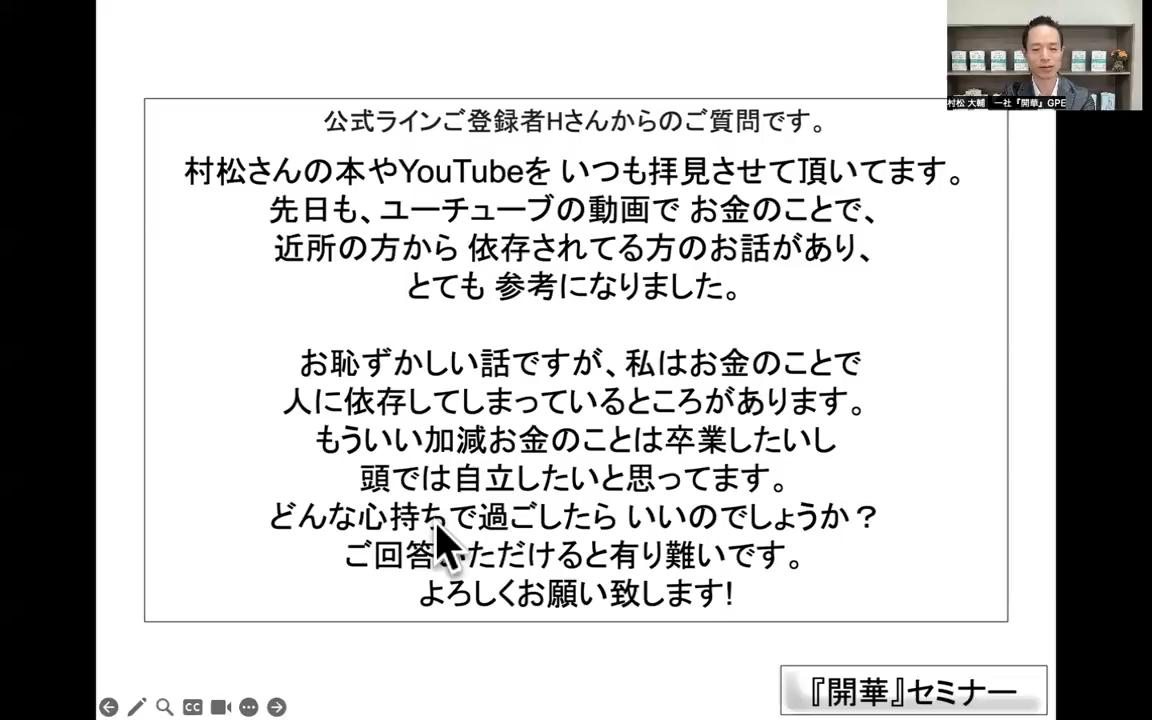 村松 大輔 一社『開華』GPE
公式ラインご登録者Hさんからのご質問です。
村松さんの本やYouTubeを いつも拝見させて頂いてます。
先日も、ユーチューブの動画で お金のことで、
近所の方から 依存されてる方のお話があり、
とても 参考になりました。
お恥ずかしい話ですが、私はお金のことで
人に依存してしまっているところがあります。
もういい加減お金のことは卒業したいし
頭では自立したいと思ってます。
どんな心持ちで過ごしたら いいのでしょうか？
ご回答いただけると有り難いです。
よろしくお願い致します!
CC
『開華』セミナー